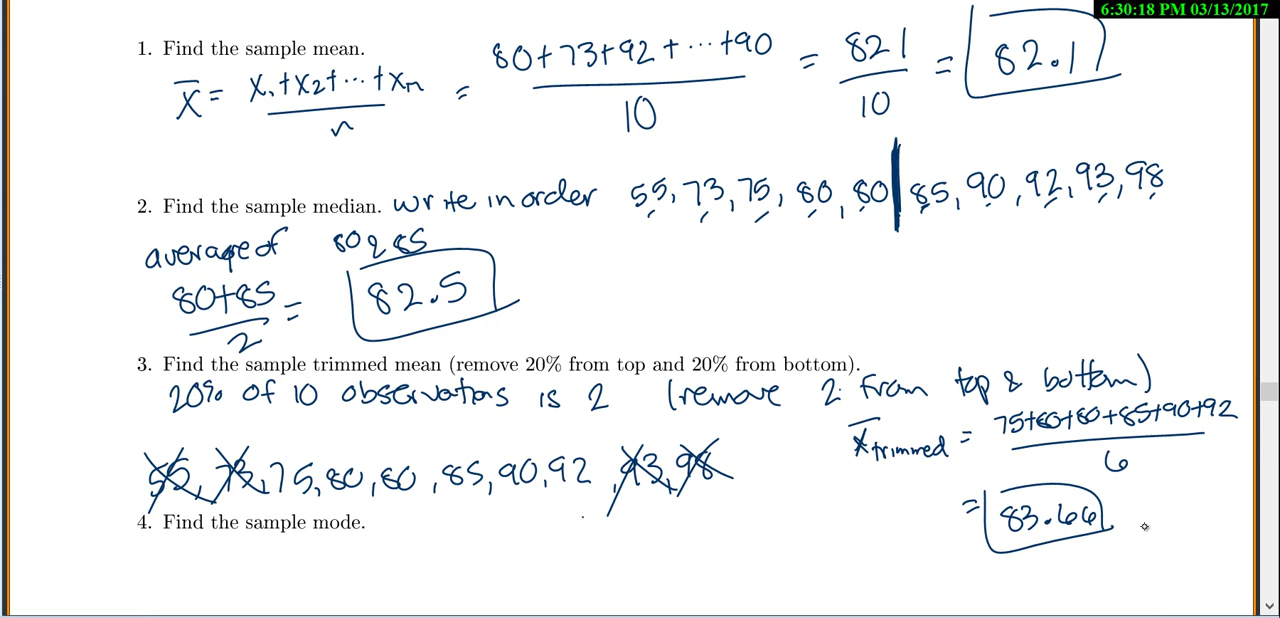 6:30:18 PM 03/13/2017
1. Find the sample mean.
x̄ = x₁+x₂+⋯+xₙ / n = 80+73+92+⋯+90 / 10 = 821 / 10 = 82.1
2. Find the sample median. write in order 55, 73, 75, 80, 80 | 85, 90, 92, 93, 98
average of 80 & 85
80+85 / 2 = 82.5
3. Find the sample trimmed mean (remove 20% from top and 20% from bottom).
20% of 10 observations is 2 (remove 2 from top & bottom)
x̄ trimmed = 75+80+80+85+90+92 / 6
55, 73, 75, 80, 80, 85, 90, 92, 93, 98
= 83.66
4. Find the sample mode.